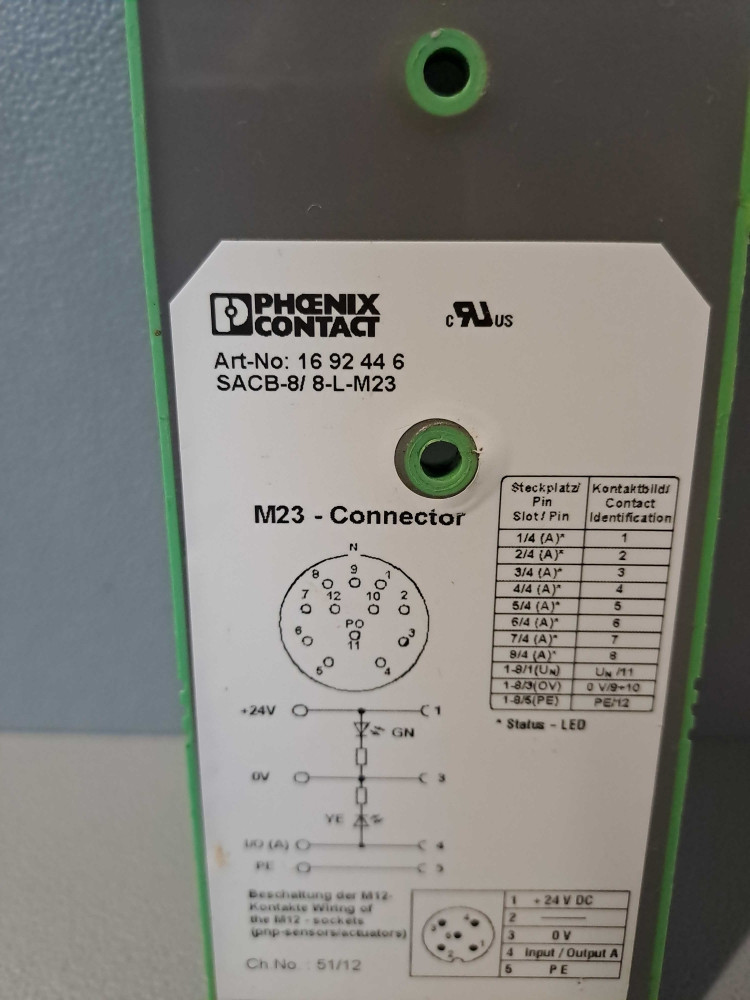 PHŒNIX
CONTACT
c RU US
Art-No: 16 92 44 6
SACB-8/ 8-L-M23
M23 - Connector
N
8 9 1
7 12 10 2
PO
6 11 3
5 4
Steckplatz/ Pin Slot / Pin | Kontaktbild/ Contact Identification
1/4 (A)* 1
2/4 (A)* 2
3/4 (A)* 3
4/4 (A)* 4
5/4 (A)* 5
6/4 (A)* 6
7/4 (A)* 7
8/4 (A)* 8
1-8/1(UN) UN /11
1-8/3(OV) 0 V/9+10
1-8/5(PE) PE/12
* Status - LED
+24V 1
GN
0V 3
YE
I/O (A) 4
PE 5
Beschaltung der M12-
Kontakte Wiring of
the M12 - sockets
(pnp-sensors/actuators)
Ch.No. : 51/12
1 + 24 V DC
2
3 0 V
4 Input / Output A
5 PE